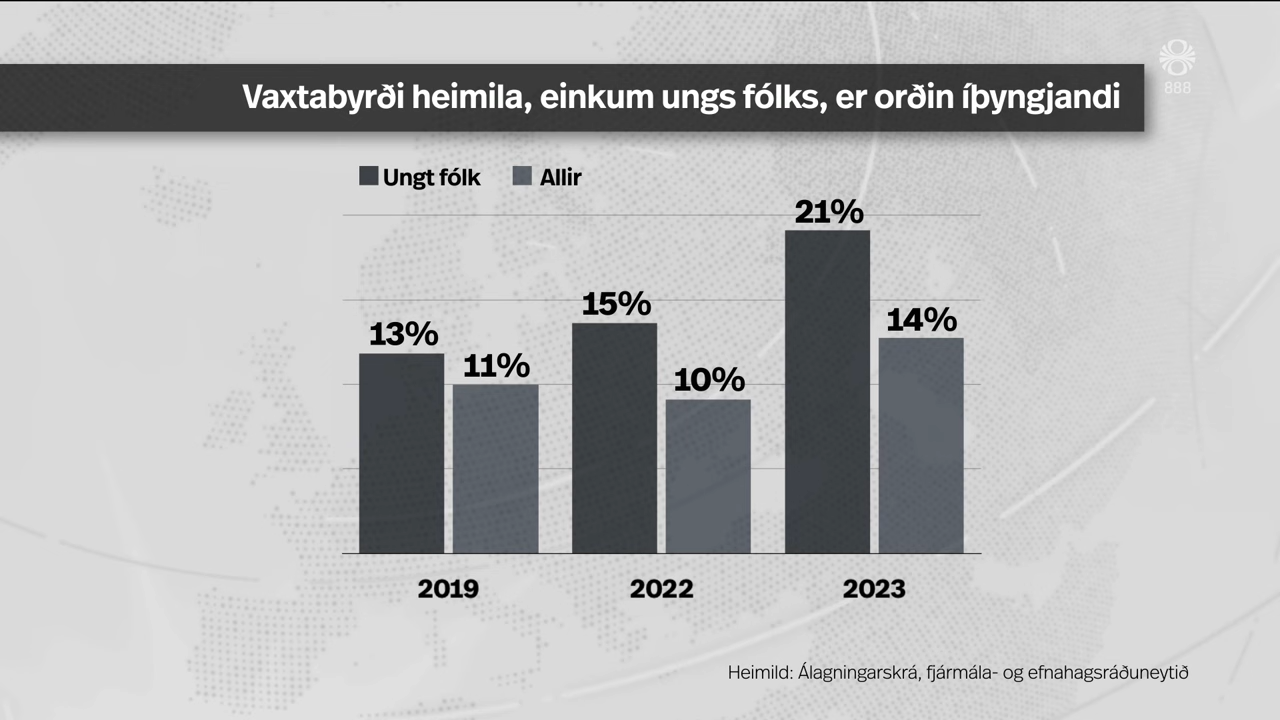 Vaxtabyrði heimila, einkum ungs fólks, er orðin íþyngjandi
888
Ungt fólk Allir
21%
15%
14%
13%
11%
10%
2019 2022 2023
Heimild: Álagningarskrá, fjármála- og efnahagsráðuneytið